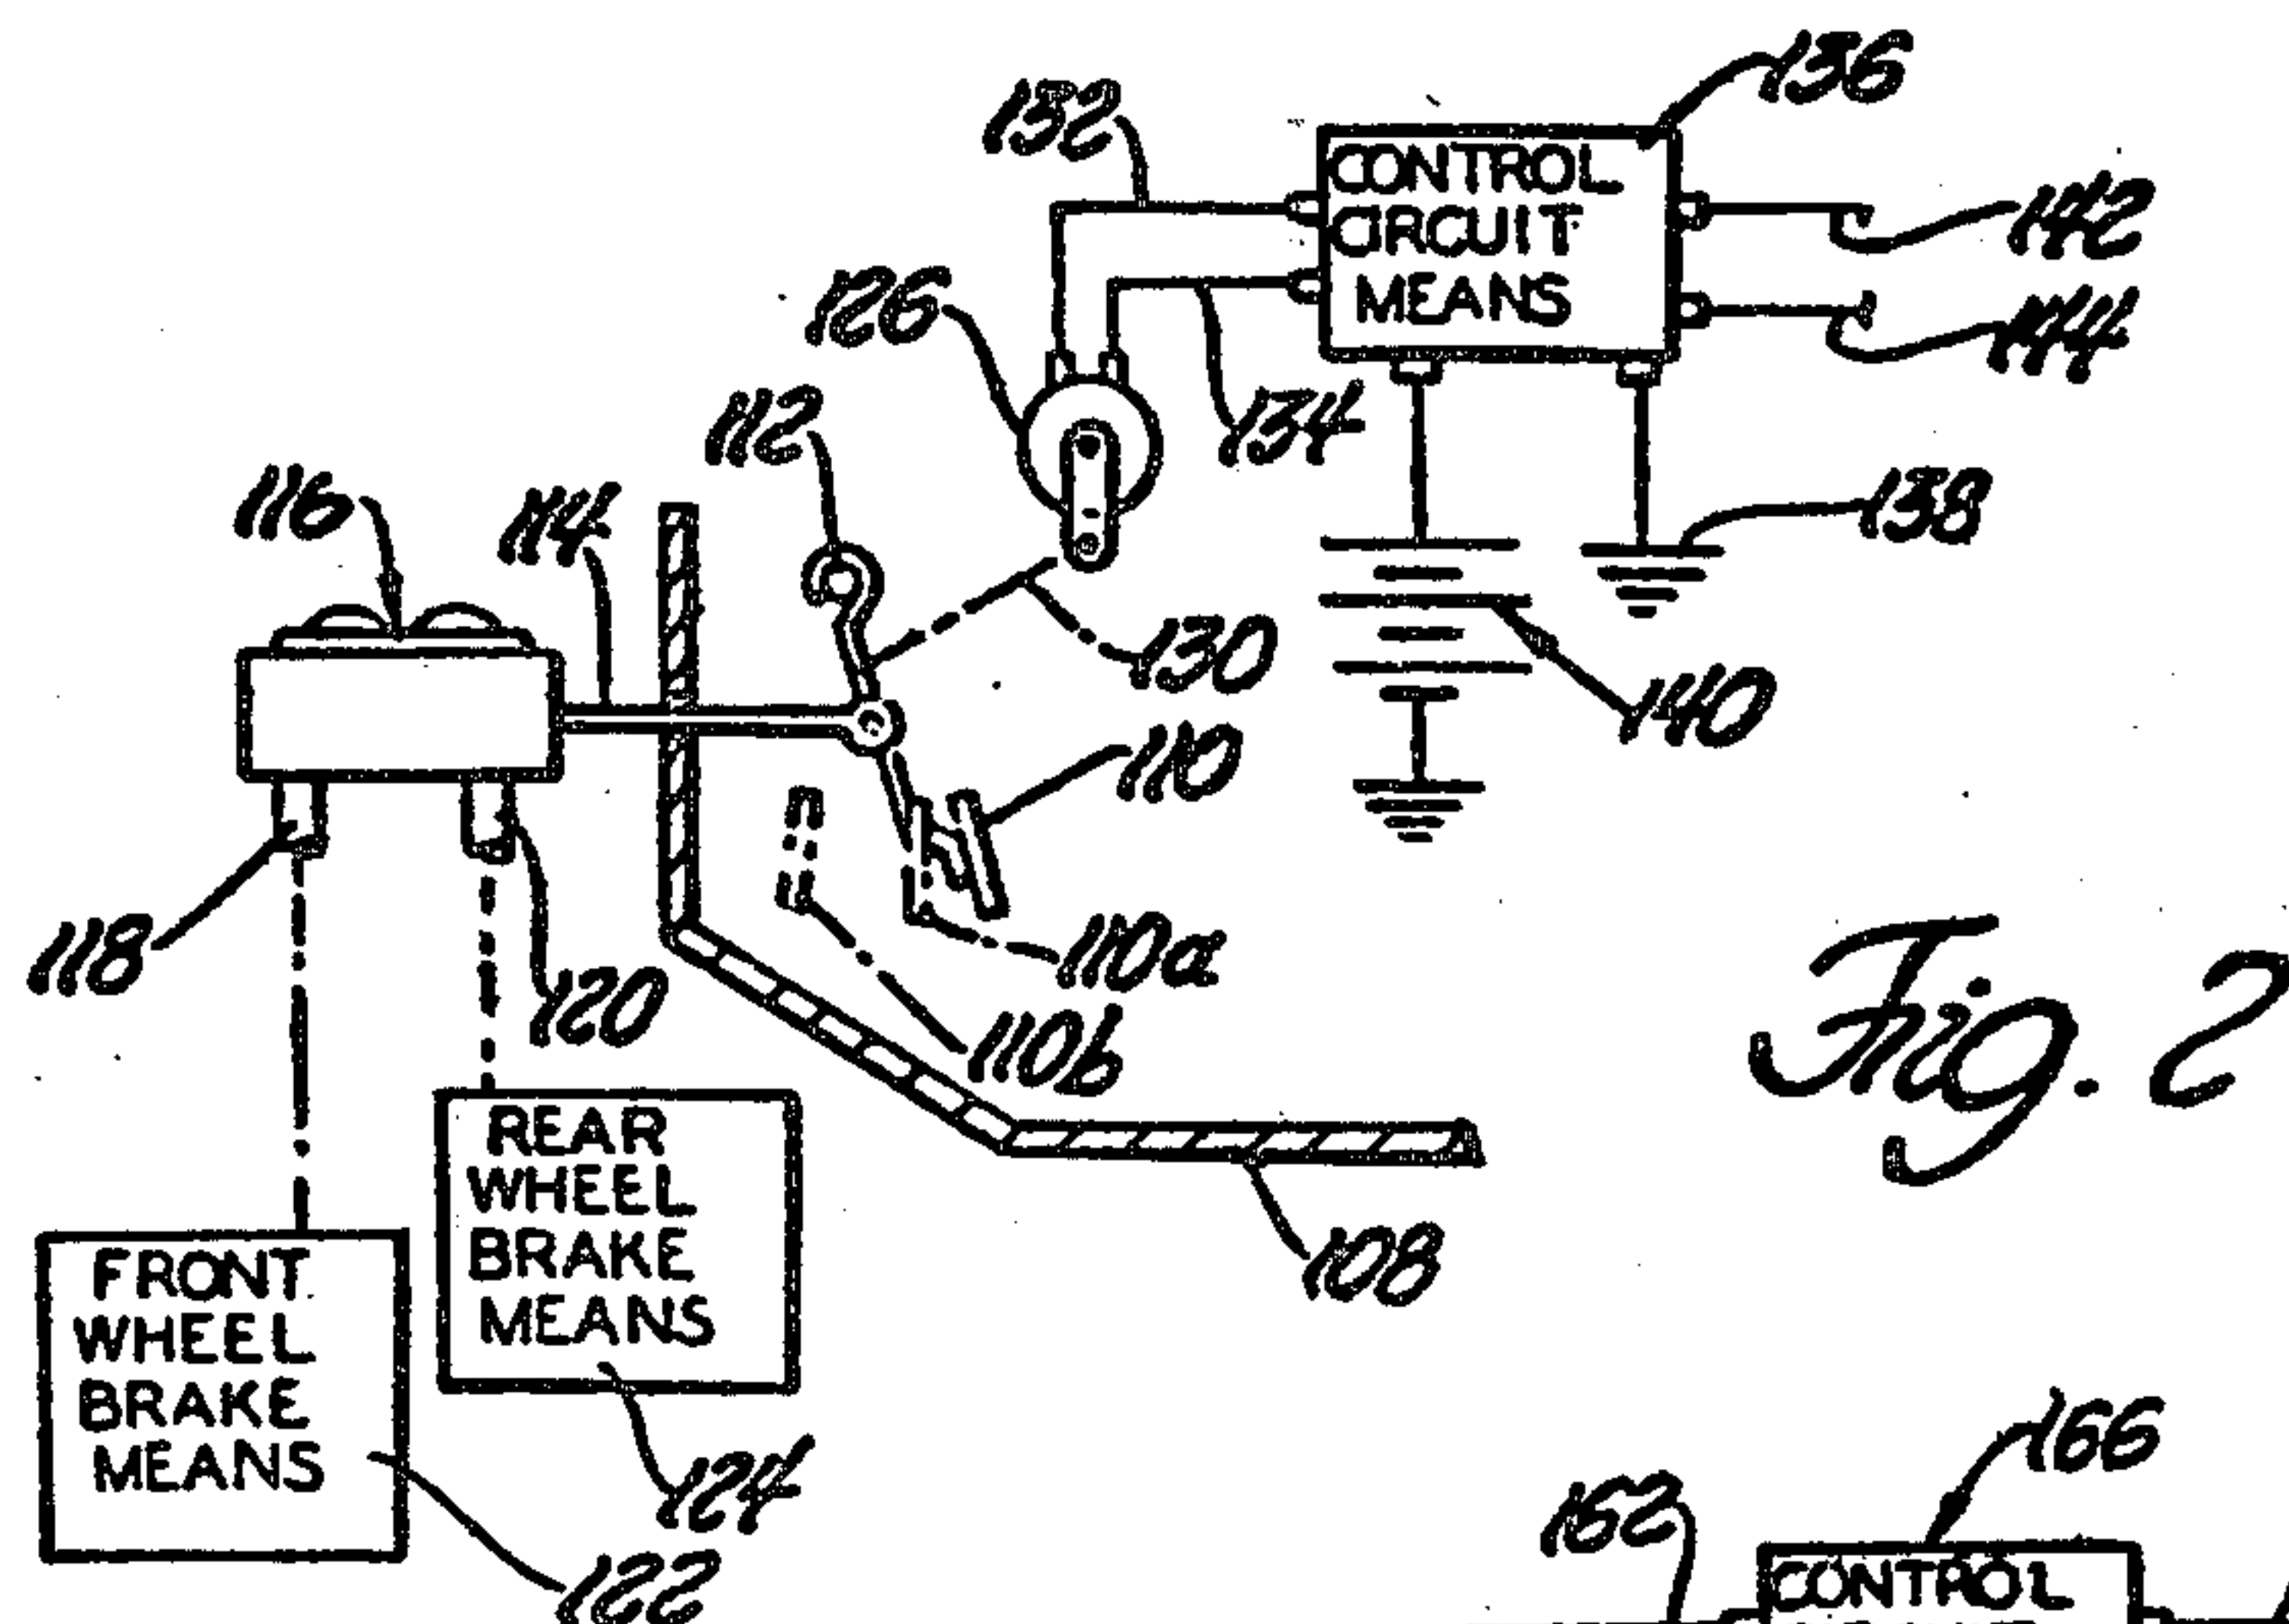 136
132
CONTROL
CIRCUIT
MEANS
142
126
144
112
134
116
114
138
130
140
110
118
110a
120
110b
Fig. 2
REAR
WHEEL
BRAKE
MEANS
108
FRONT
WHEEL
BRAKE
MEANS
124
122
166
162
CONTROL